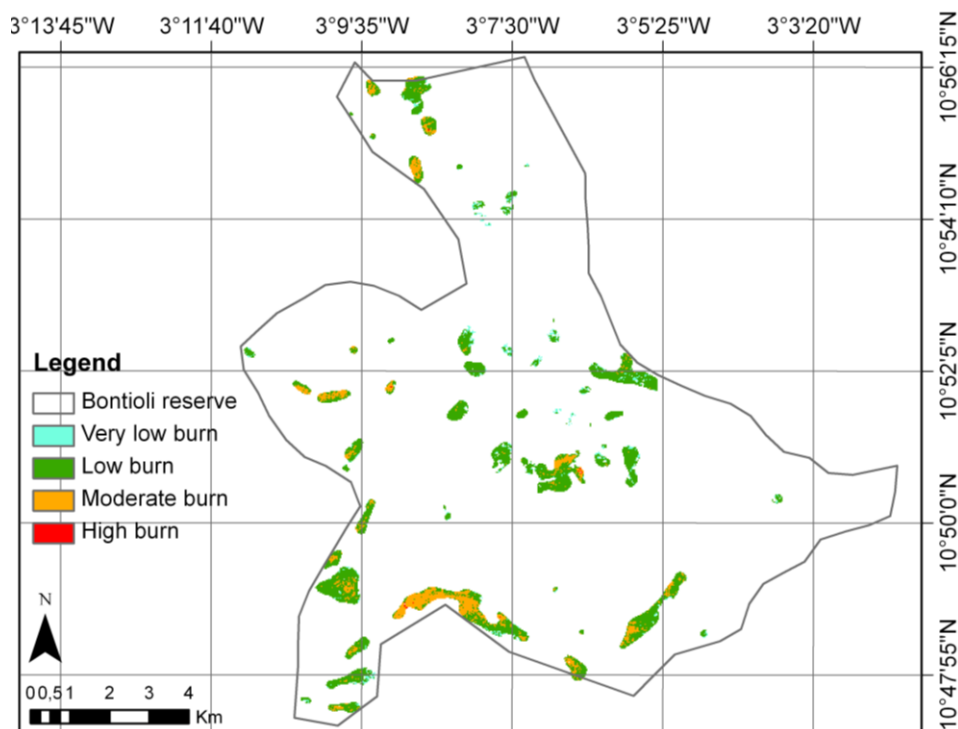 3°13'45"W 3°11'40"W 3°9'35"W 3°7'30"W 3°5'25"W 3°3'20"W
10°56'15"N
10°54'10"N
10°52'5"N
10°50'0"N
10°47'55"N
Legend
Bontioli reserve
Very low burn
Low burn
Moderate burn
High burn
N
0 0,5 1 2 3 4
Km